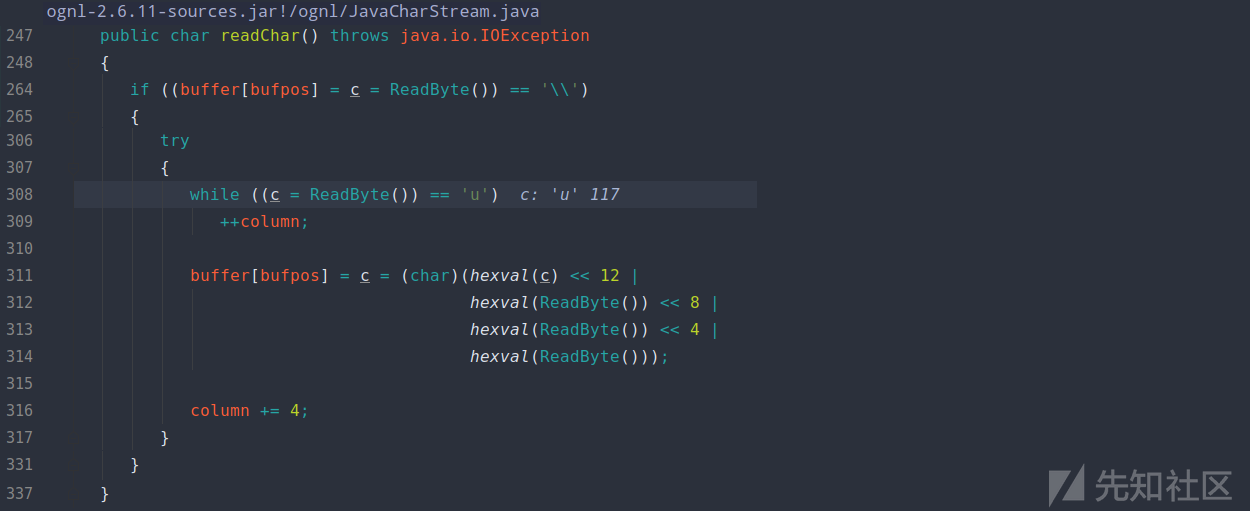 ognl-2.6.11-sources.jar!/ognl/JavaCharStream.java
247 public char readChar() throws java.io.IOException
248 {
264 if ((buffer[bufpos] = c = ReadByte()) == '\\')
265 {
306 try
307 {
308 while ((c = ReadByte()) == 'u') c: 'u' 117
309 ++column;
310
311 buffer[bufpos] = c = (char)(hexval(c) << 12 |
312 hexval(ReadByte()) << 8 |
313 hexval(ReadByte()) << 4 |
314 hexval(ReadByte()));
315
316 column += 4;
317 }
331 }
337 }
先知社区